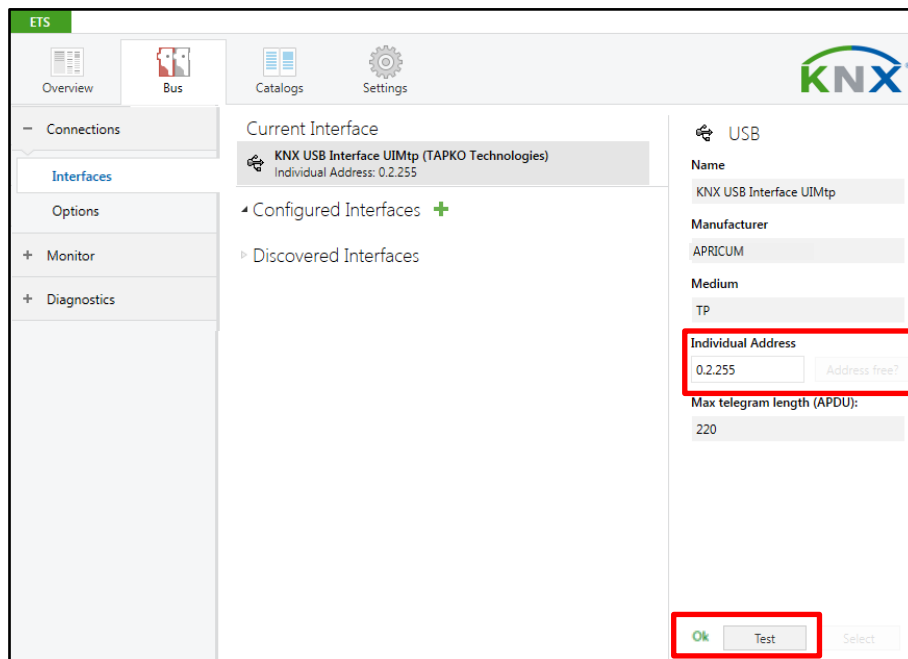 ETS
Overview
Bus
Catalogs
Settings
KNX
Connections
Interfaces
Options
Monitor
Diagnostics
Current Interface
KNX USB Interface UIMtp (TAPKO Technologies)
Individual Address: 0.2.255
Configured Interfaces
Discovered Interfaces
USB
Name
KNX USB Interface UIMtp
Manufacturer
APRICUM
Medium
TP
Individual Address
0.2.255 Address free?
Max telegram length (APDU):
220
Ok Test Select